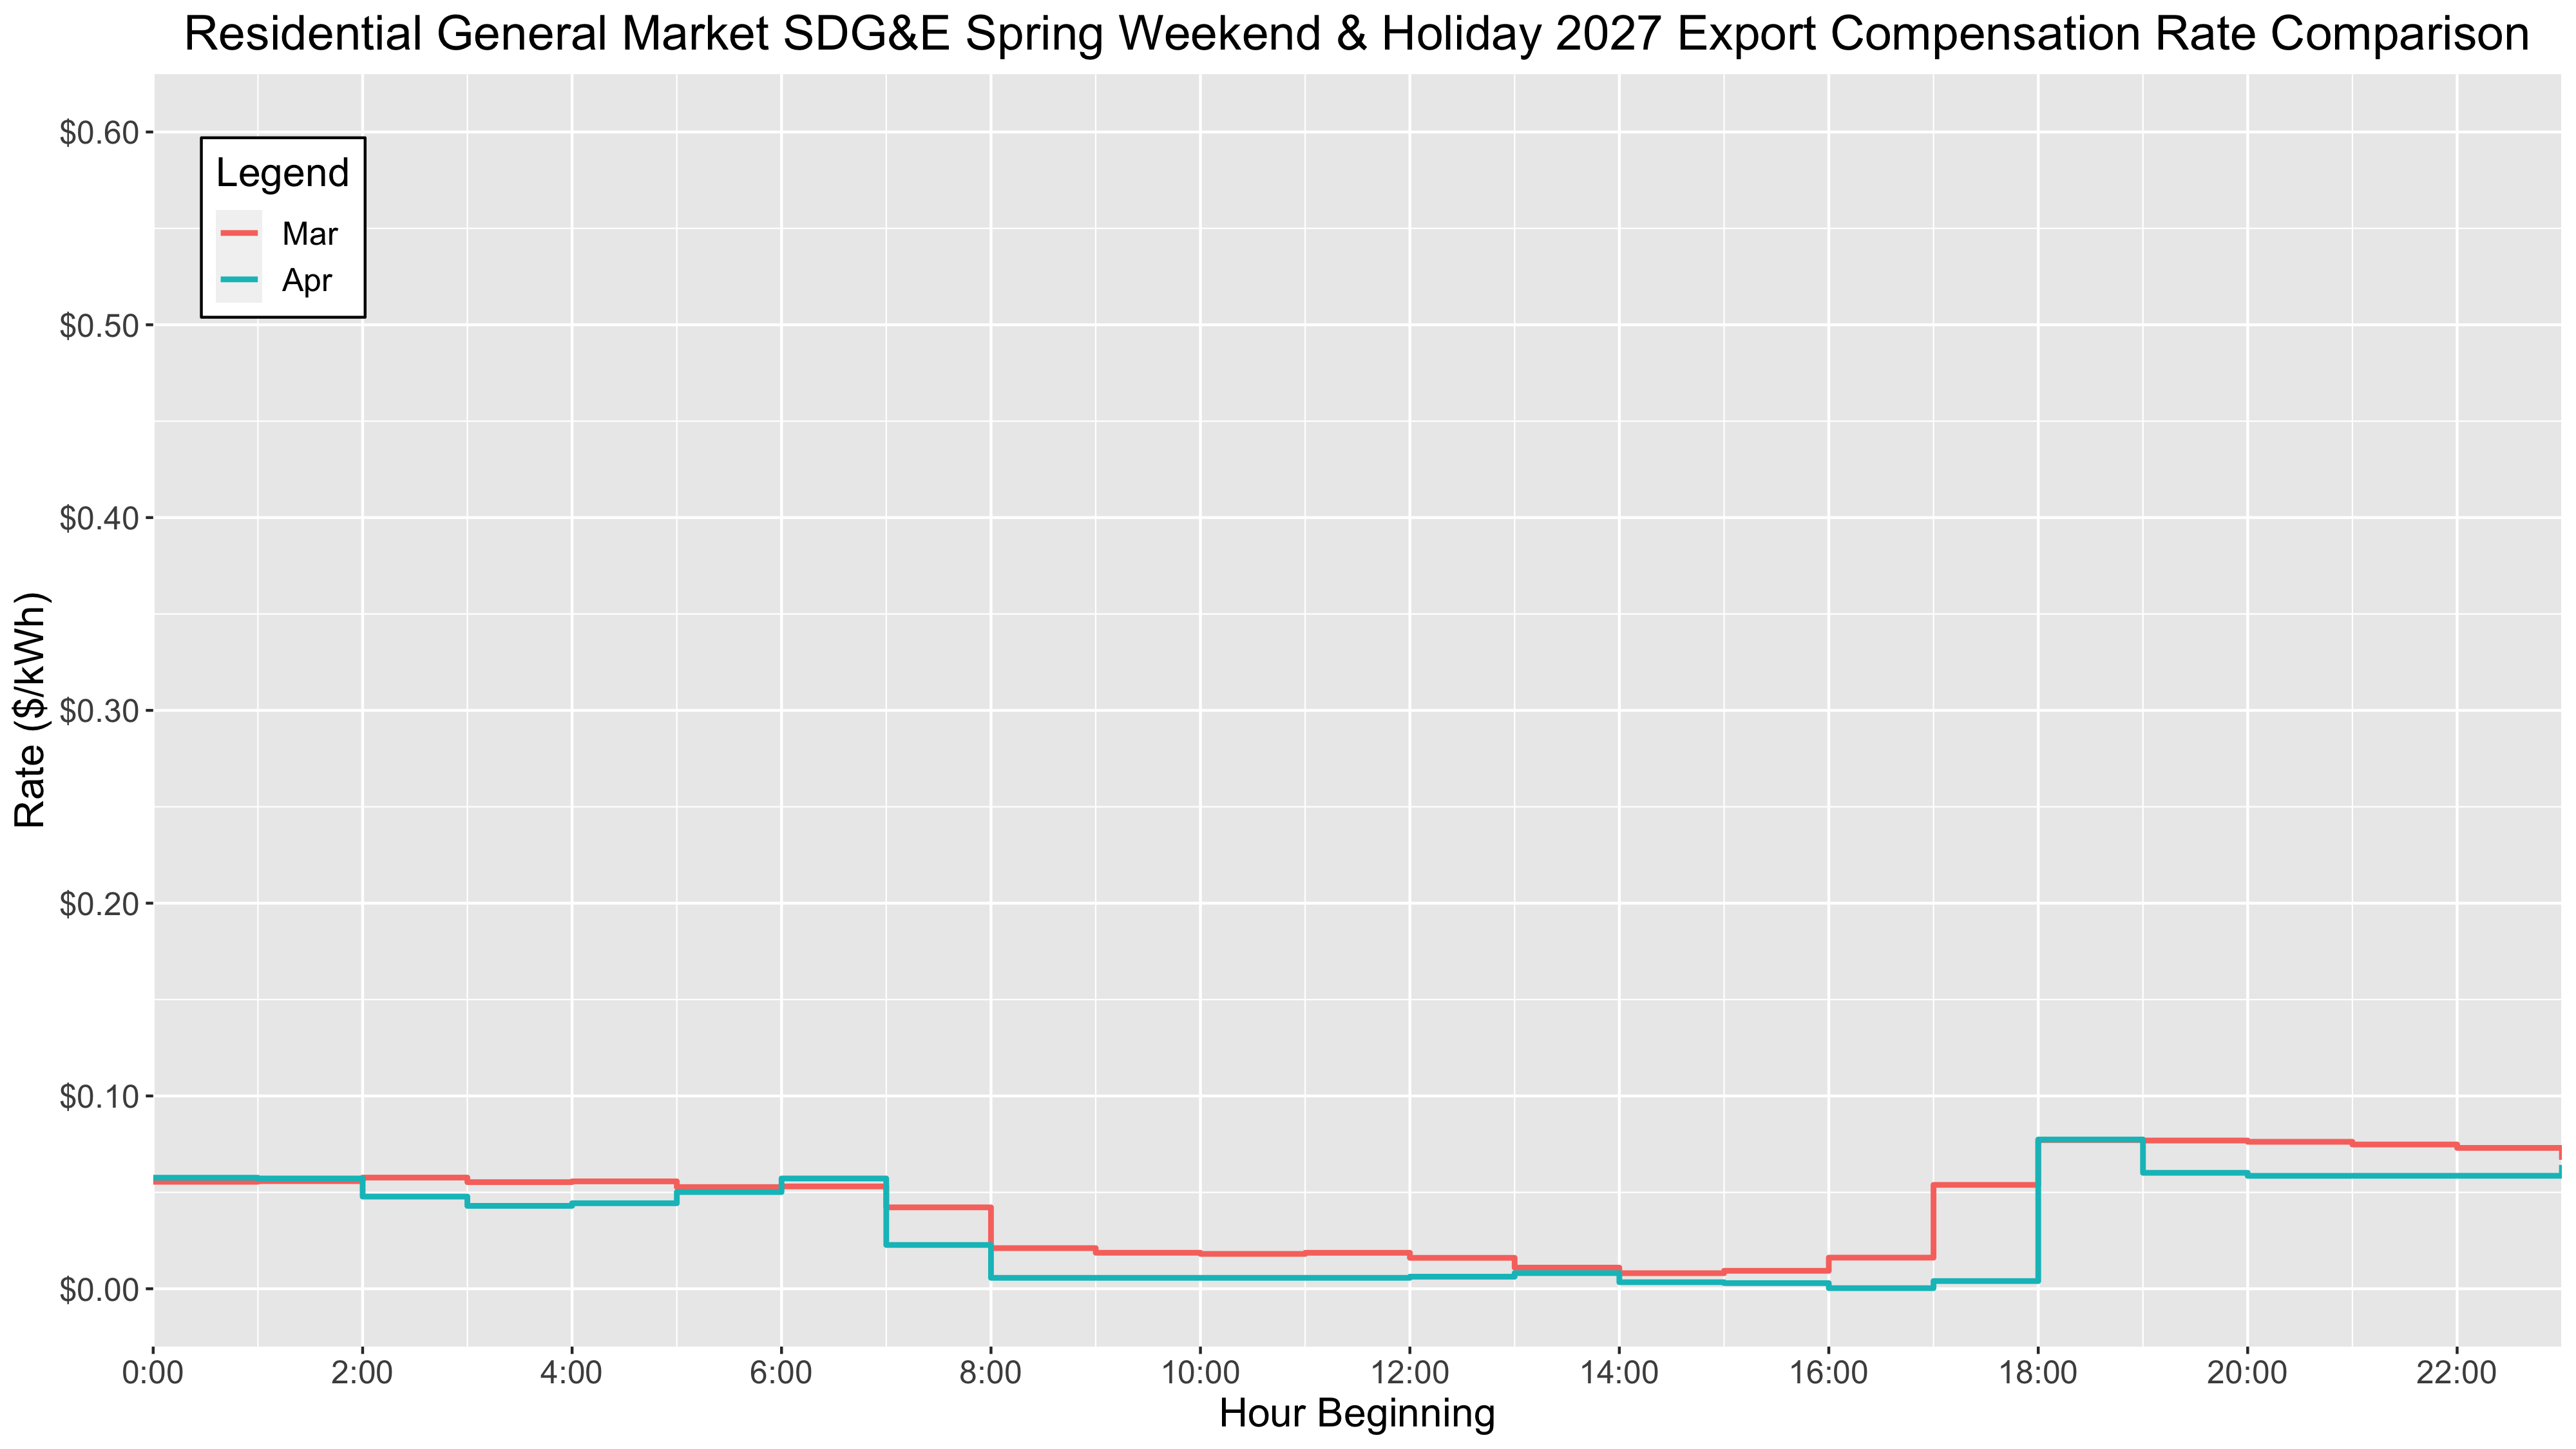 Residential General Market SDG&E Spring Weekend & Holiday 2027 Export Compensation Rate Comparison
Legend
Mar
Apr
Rate ($/kWh)
$0.60
$0.50
$0.40
$0.30
$0.20
$0.10
$0.00
0:00 2:00 4:00 6:00 8:00 10:00 12:00 14:00 16:00 18:00 20:00 22:00
Hour Beginning